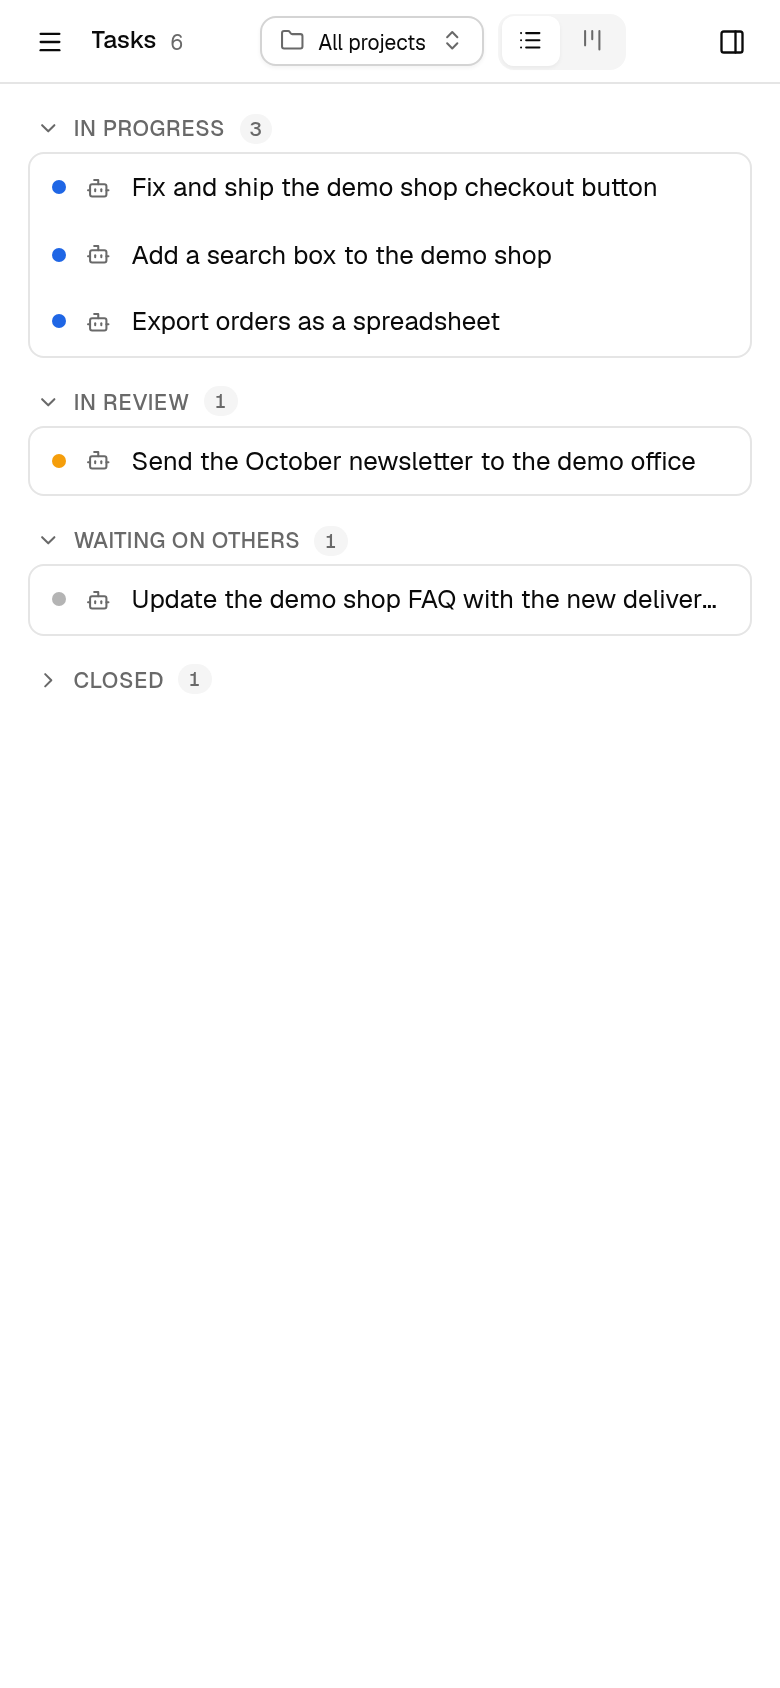 Tasks 6
All projects
IN PROGRESS 3
Fix and ship the demo shop checkout button
Add a search box to the demo shop
Export orders as a spreadsheet
IN REVIEW 1
Send the October newsletter to the demo office
WAITING ON OTHERS 1
Update the demo shop FAQ with the new deliver...
CLOSED 1